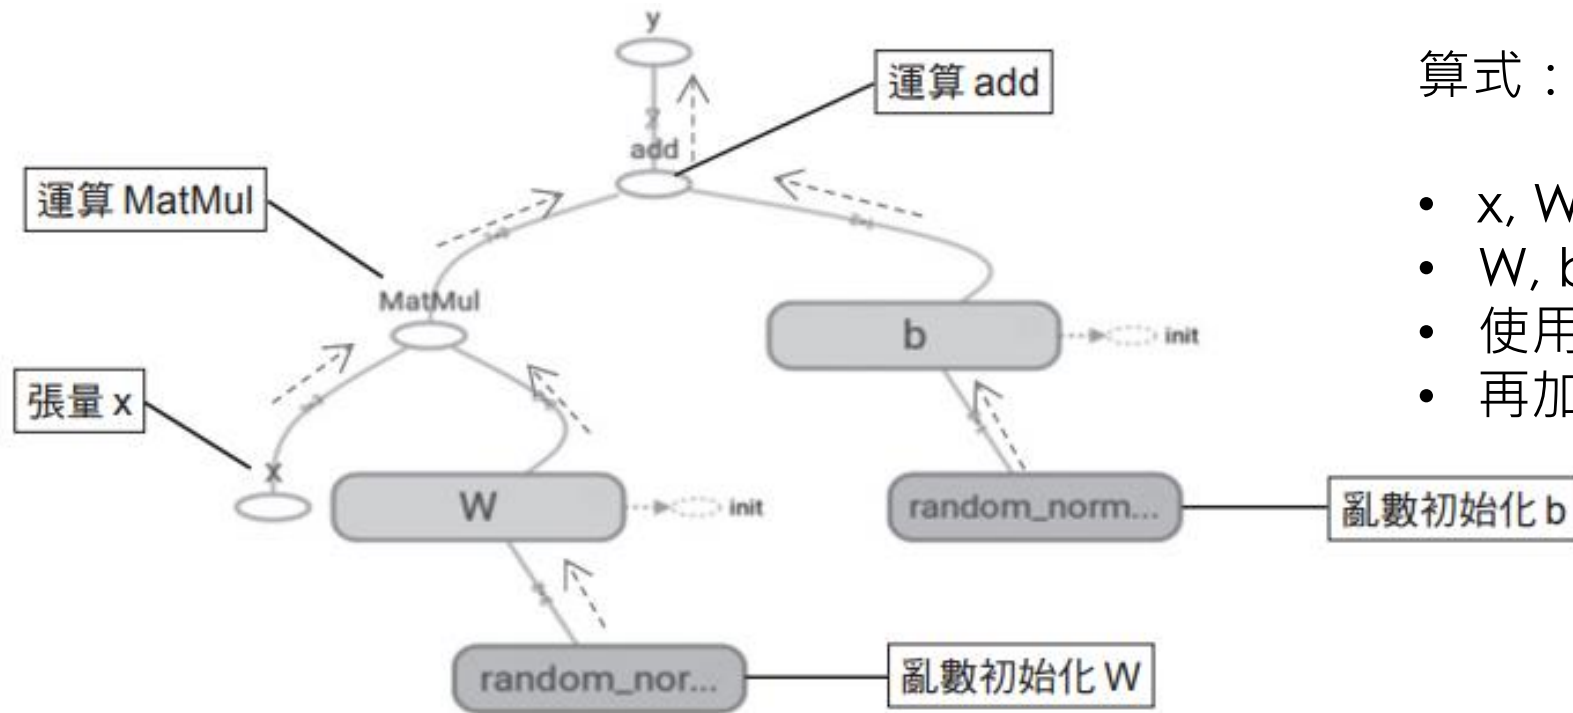 y
運算 add
add
運算 MatMul
MatMul
張量 x
x
W
init
b
init
random_norm...
亂數初始化 b
random_nor...
亂數初始化 W
算式：
• x, W
• W, b
• 使用
• 再加